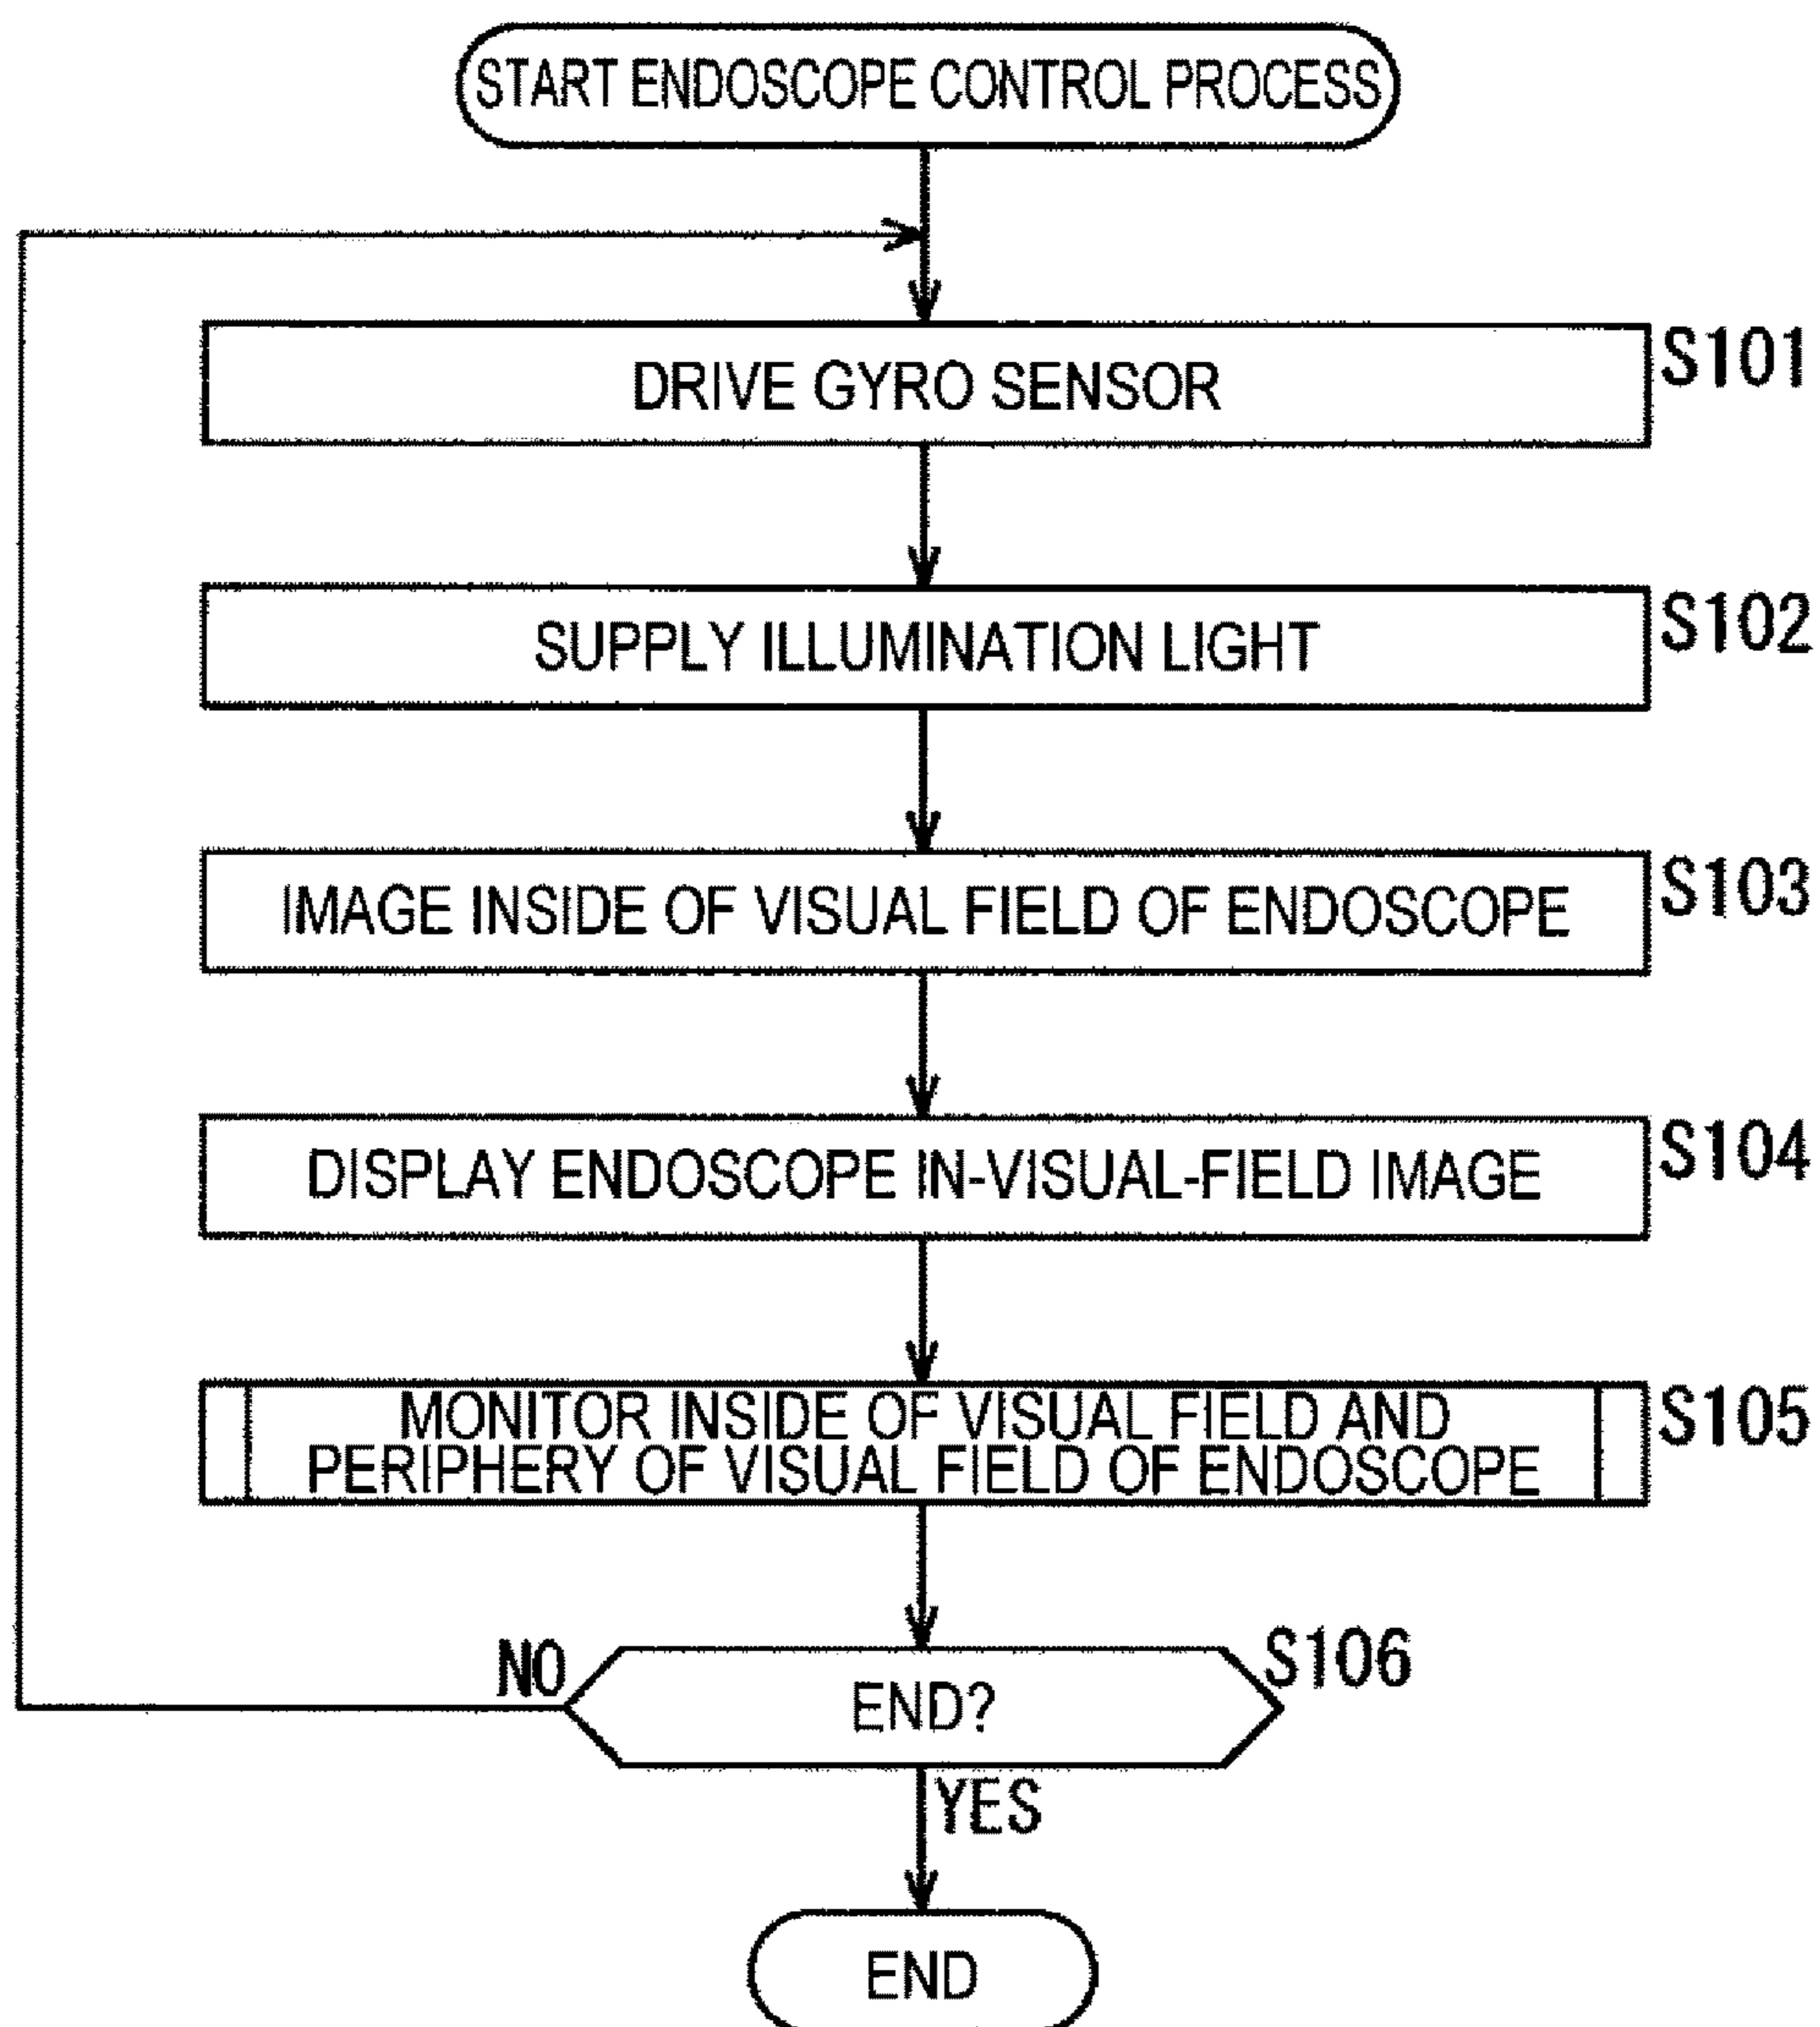 START ENDOSCOPE CONTROL PROCESS
DRIVE GYRO SENSOR
S101
SUPPLY ILLUMINATION LIGHT
S102
IMAGE INSIDE OF VISUAL FIELD OF ENDOSCOPE
S103
DISPLAY ENDOSCOPE IN-VISUAL-FIELD IMAGE
S104
MONITOR INSIDE OF VISUAL FIELD AND
PERIPHERY OF VISUAL FIELD OF ENDOSCOPE
S105
NO
END?
S106
YES
END